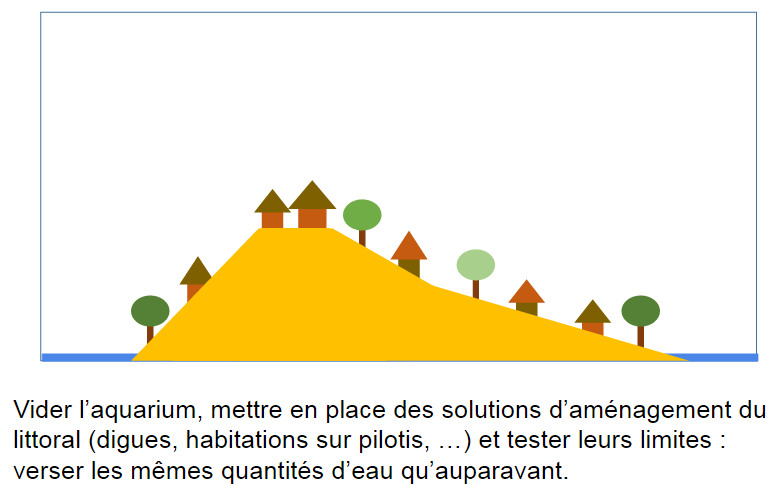 Vider l’aquarium, mettre en place des solutions d’aménagement du
littoral (digues, habitations sur pilotis, …) et tester leurs limites :
verser les mêmes quantités d’eau qu’auparavant.